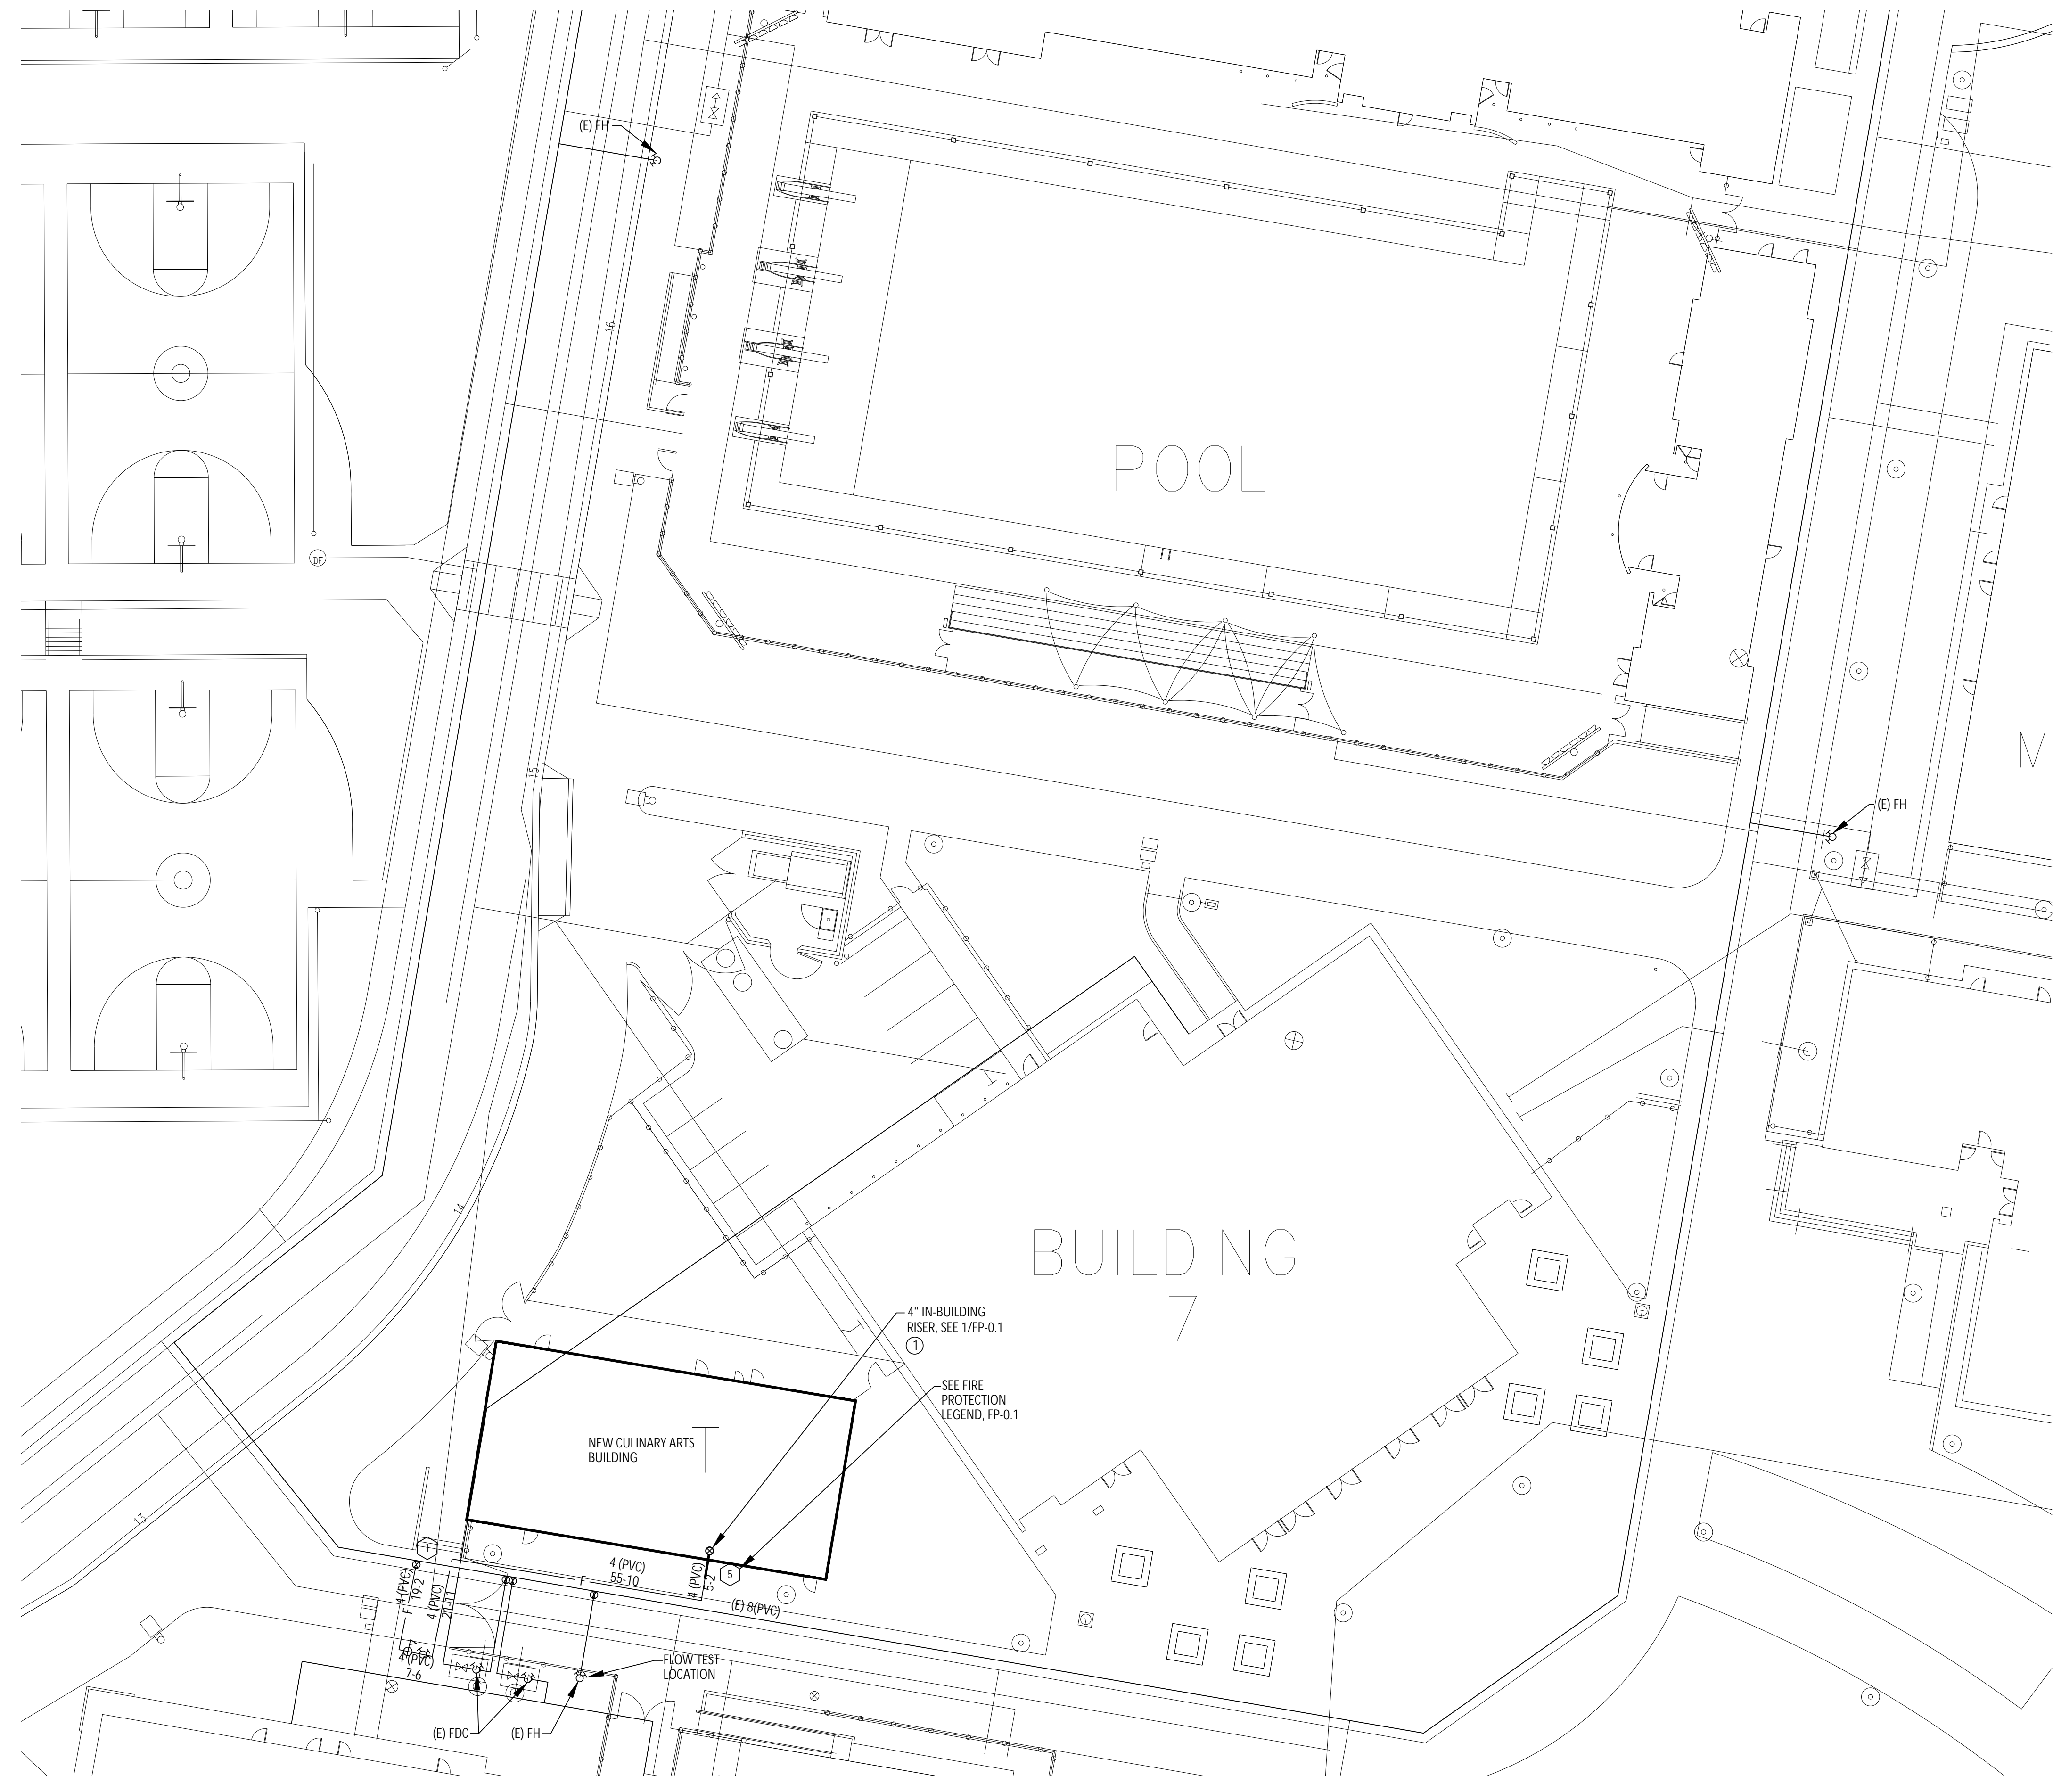 (E) FH
16
POOL
DF
15
M
(E) FH
14
BUILDING
7
4" IN-BUILDING
RISER, SEE 1/FP-0.1
1
SEE FIRE
PROTECTION
LEGEND, FP-0.1
NEW CULINARY ARTS
BUILDING
13
1
4 (PVC)
55-10
F
4 (PVC)
5-2
5
(E) 8(PVC)
4 (PVC)
19-2
F
4 (PVC)
21-11
4 (PVC)
7-6
FLOW TEST
LOCATION
(E) FDC
(E) FH